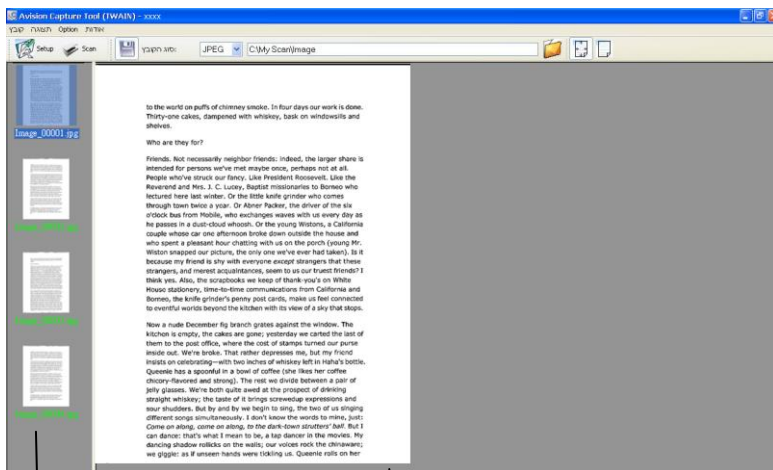 Avision Capture Tool (TWAIN) - xxxx
קובץ תצוגה Option אודות
Setup Scan סוג הקובץ: JPEG C:\My Scan\Image
Image_00001.jpg
to the world on puffs of chimney smoke. In four days our work is done.
Thirty-one cakes, dampened with whiskey, bask on windowsills and
shelves.
Who are they for?
Friends. Not necessarily neighbor friends: indeed, the larger share is
intended for persons we've met maybe once, perhaps not at all.
People who've struck our fancy. Like President Roosevelt. Like the
Reverend and Mrs. J. C. Lucey, Baptist missionaries to Borneo who
lectured here last winter. Or the little knife grinder who comes
through town twice a year. Or Abner Packer, the driver of the six
o'clock bus from Mobile, who exchanges waves with us every day as
he passes in a dust-cloud whoosh. Or the young Wistons, a California
couple whose car one afternoon broke down outside the house and
who spent a pleasant hour chatting with us on the porch (young Mr.
Wiston snapped our picture, the only one we've ever had taken). Is it
because my friend is shy with everyone except strangers that these
strangers, and merest acquaintances, seem to us our truest friends? I
think yes. Also, the scrapbooks we keep of thank-you's on White
House stationery, time-to-time communications from California and
Borneo, the knife grinder's penny post cards, make us feel connected
to eventful worlds beyond the kitchen with its view of a sky that stops.
Now a nude December fig branch grates against the window. The
kitchen is empty, the cakes are gone; yesterday we carted the last of
them to the post office, where the cost of stamps turned our purse
inside out. We're broke. That rather depresses me, but my friend
insists on celebrating—with two inches of whiskey left in Haha's bottle.
Queenie has a spoonful in a bowl of coffee (she likes her coffee
chicory-flavored and strong). The rest we divide between a pair of
jelly glasses. We're both quite awed at the prospect of drinking
straight whiskey; the taste of it brings screwedup expressions and
sour shudders. But by and by we begin to sing, the two of us singing
different songs simultaneously. I don't know the words to mine, just:
Come on along, come on along, to the dark-town strutters' ball. But I
can dance: that's what I mean to be, a tap dancer in the movies. My
dancing shadow rollicks on the walls; our voices rock the chinaware;
we giggle: as if unseen hands were tickling us. Queenie rolls on her